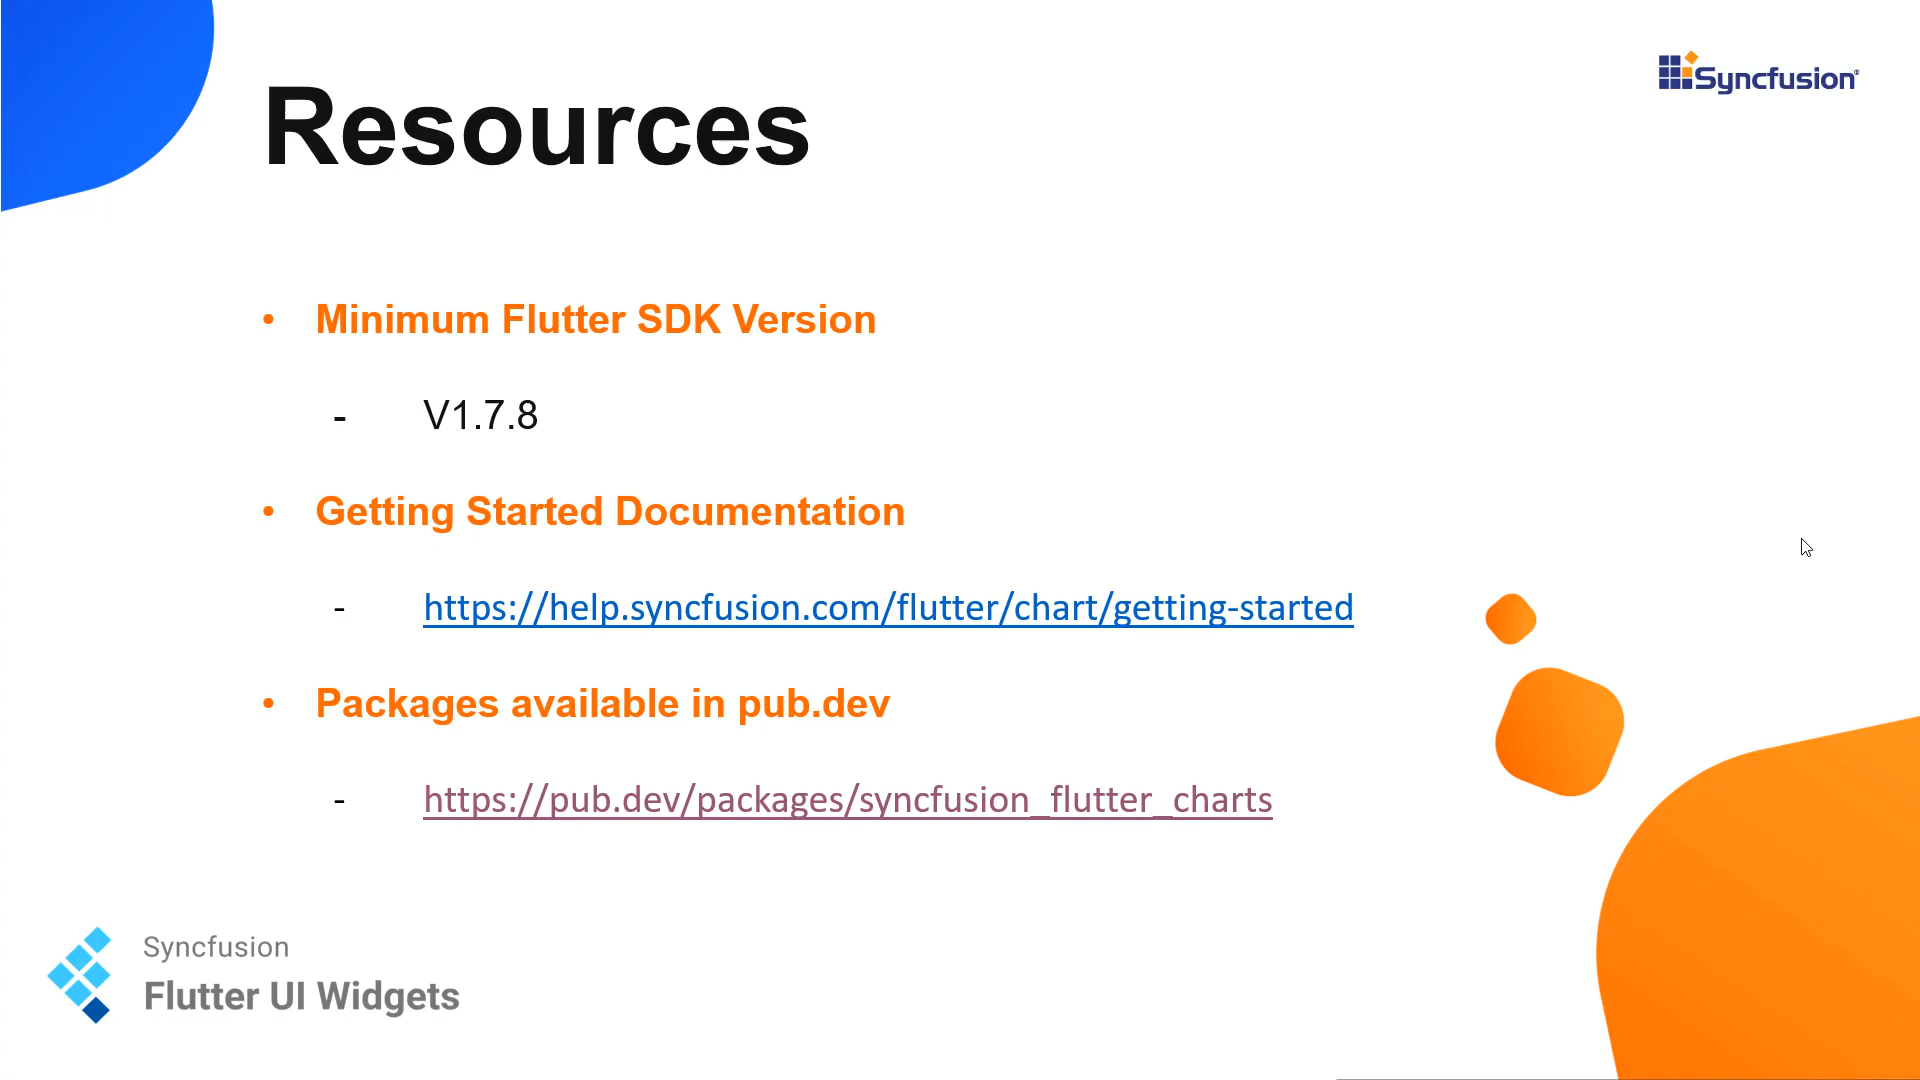 Syncfusion®
Resources
• Minimum Flutter SDK Version
- V1.7.8
• Getting Started Documentation
- https://help.syncfusion.com/flutter/chart/getting-started
• Packages available in pub.dev
- https://pub.dev/packages/syncfusion_flutter_charts
Syncfusion
Flutter UI Widgets